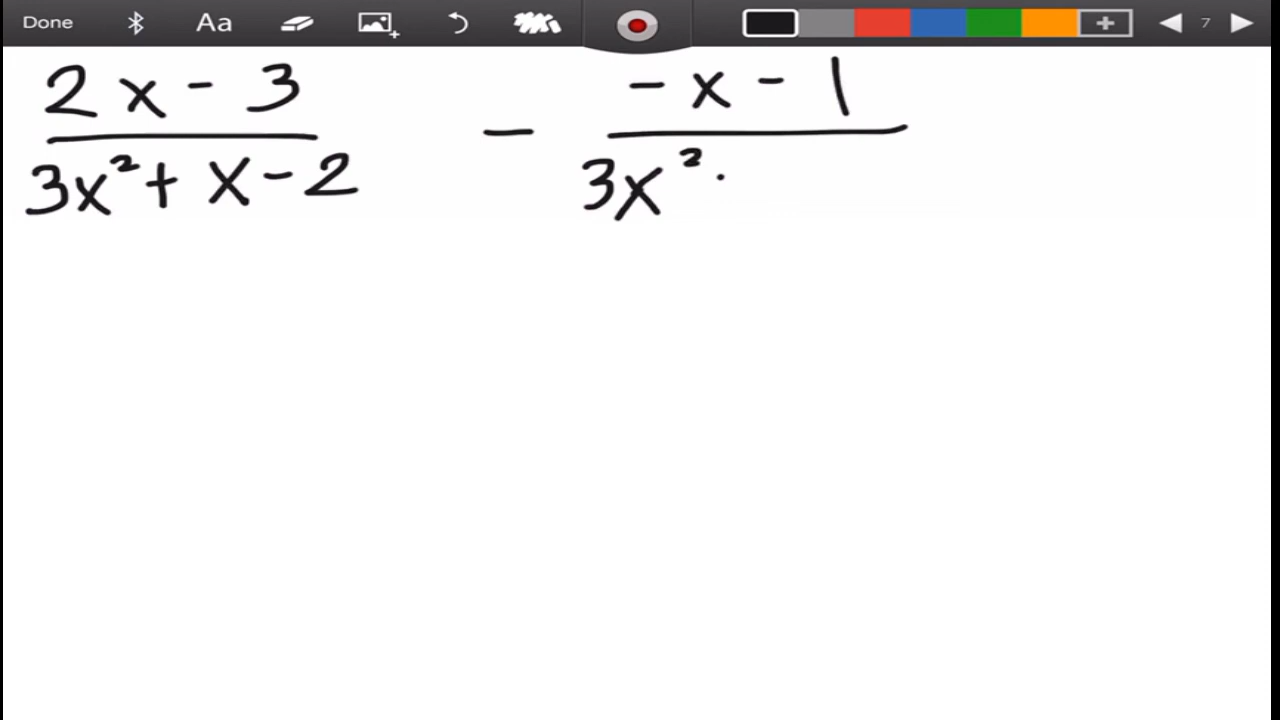 Done Aa 7
2x - 3 - -x - 1
3x² + x - 2 3x² .